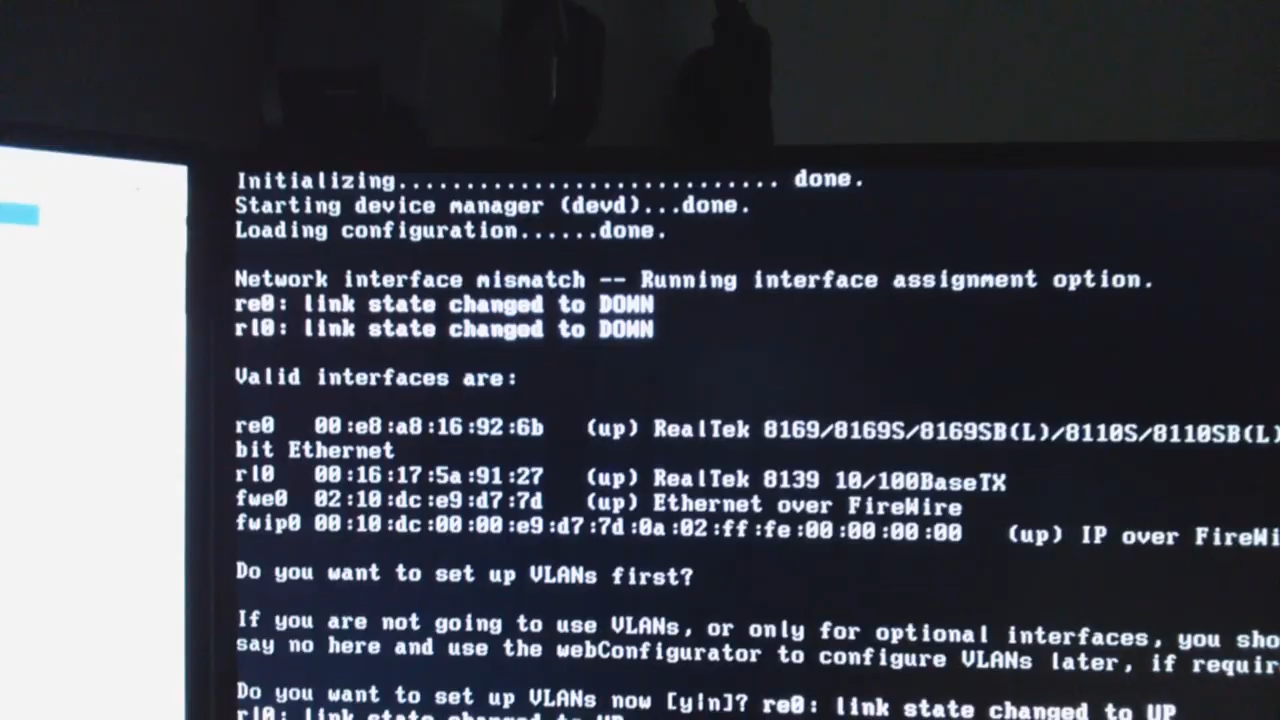 Initializing............................ done.
Starting device manager (devd)...done.
Loading configuration......done.
Network interface mismatch -- Running interface assignment option.
re0: link state changed to DOWN
rl0: link state changed to DOWN
Valid interfaces are:
re0 00:e8:a8:16:92:6b (up) RealTek 8169/8169S/8169SB(L)/8110S/8110SB(L)
bit Ethernet
rl0 00:16:17:5a:91:27 (up) RealTek 8139 10/100BaseTX
fwe0 02:10:dc:e9:d7:7d (up) Ethernet over FireWire
fwip0 00:10:dc:00:00:e9:d7:7d:0a:02:ff:fe:00:00:00:00 (up) IP over FireWi
Do you want to set up VLANs first?
If you are not going to use VLANs, or only for optional interfaces, you sho
say no here and use the webConfigurator to configure VLANs later, if requir
Do you want to set up VLANs now [y|n]? re0: link state changed to UP
rl0: link state changed to UP